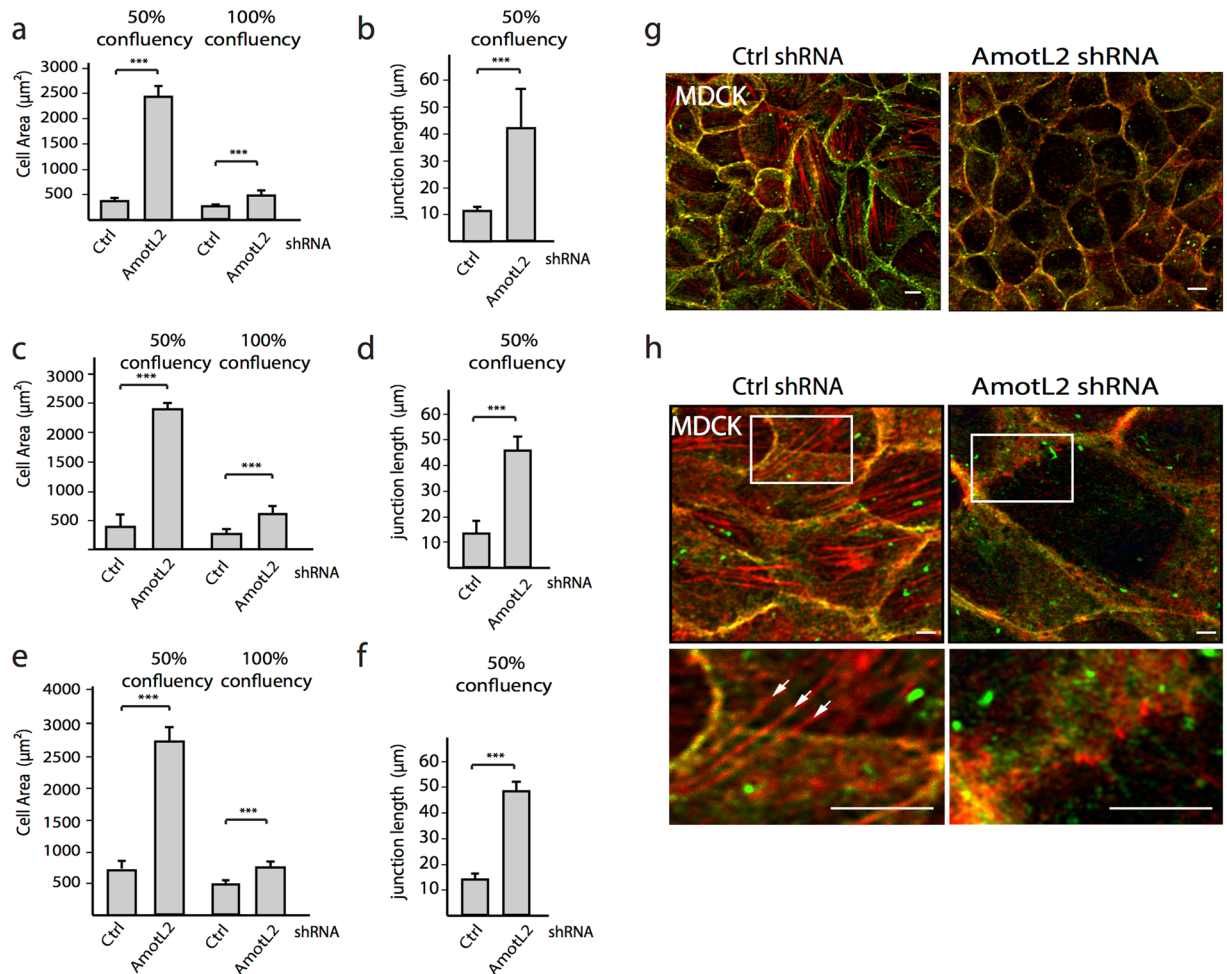 a
50% confluency
100% confluency
Cell Area (µm²)
3000
2500
2000
1500
1000
500
***
***
Ctrl
AmotL2
Ctrl
AmotL2
shRNA
b
50% confluency
junction length (µm)
60
50
40
30
20
10
***
Ctrl
AmotL2
shRNA
c
50% confluency
100% confluency
Cell Area (µm²)
3000
2500
2000
1500
1000
500
***
***
Ctrl
AmotL2
Ctrl
AmotL2
shRNA
d
50% confluency
junction length (µm)
60
50
40
30
20
10
***
Ctrl
AmotL2
shRNA
e
50% confluency
100% confluency
Cell Area (µm²)
4000
3000
2500
2000
1500
1000
500
***
***
Ctrl
AmotL2
Ctrl
AmotL2
shRNA
f
50% confluency
junction length (µm)
60
50
40
30
20
10
***
Ctrl
AmotL2
shRNA
g
Ctrl shRNA
AmotL2 shRNA
MDCK
h
Ctrl shRNA
AmotL2 shRNA
MDCK